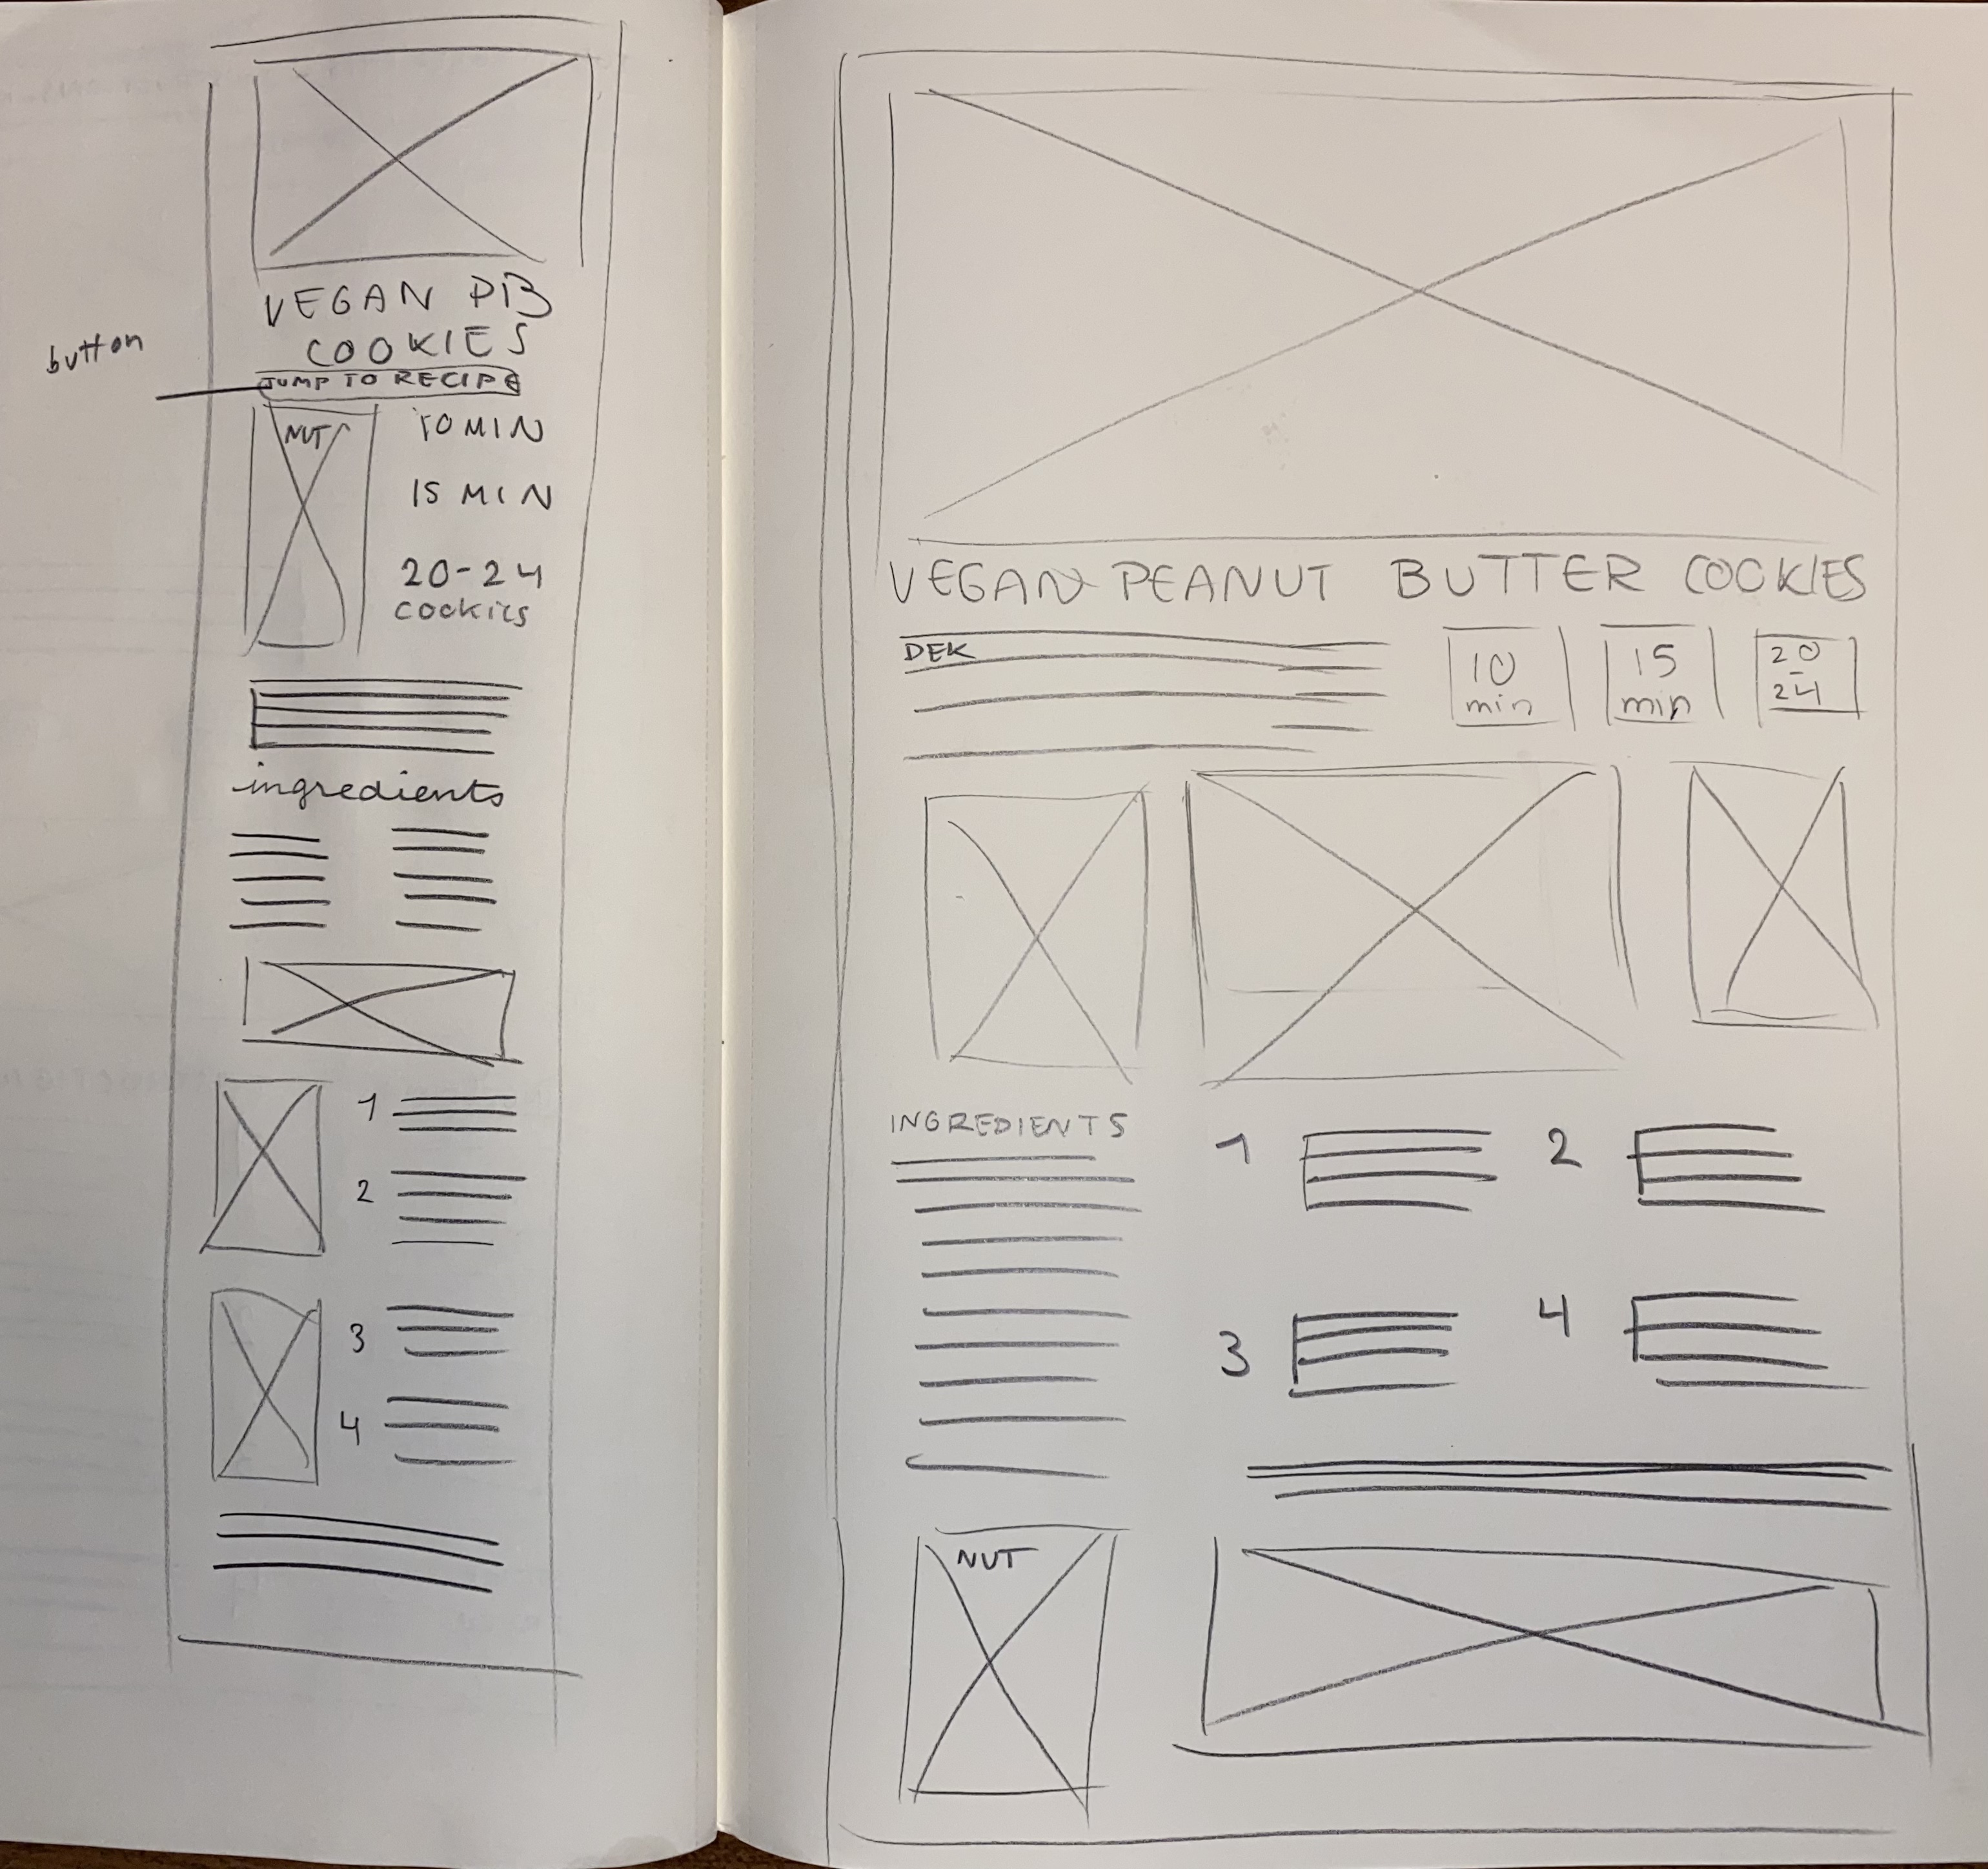 button
VEGAN PB
COOKIES
JUMP TO RECIPE
NUT
10 MIN
15 MIN
20-24
cookies
ingredients
1
2
3
4
VEGAN PEANUT BUTTER COOKIES
DEK
10
min
15
min
20
-
24
INGREDIENTS
1
2
3
4
NUT